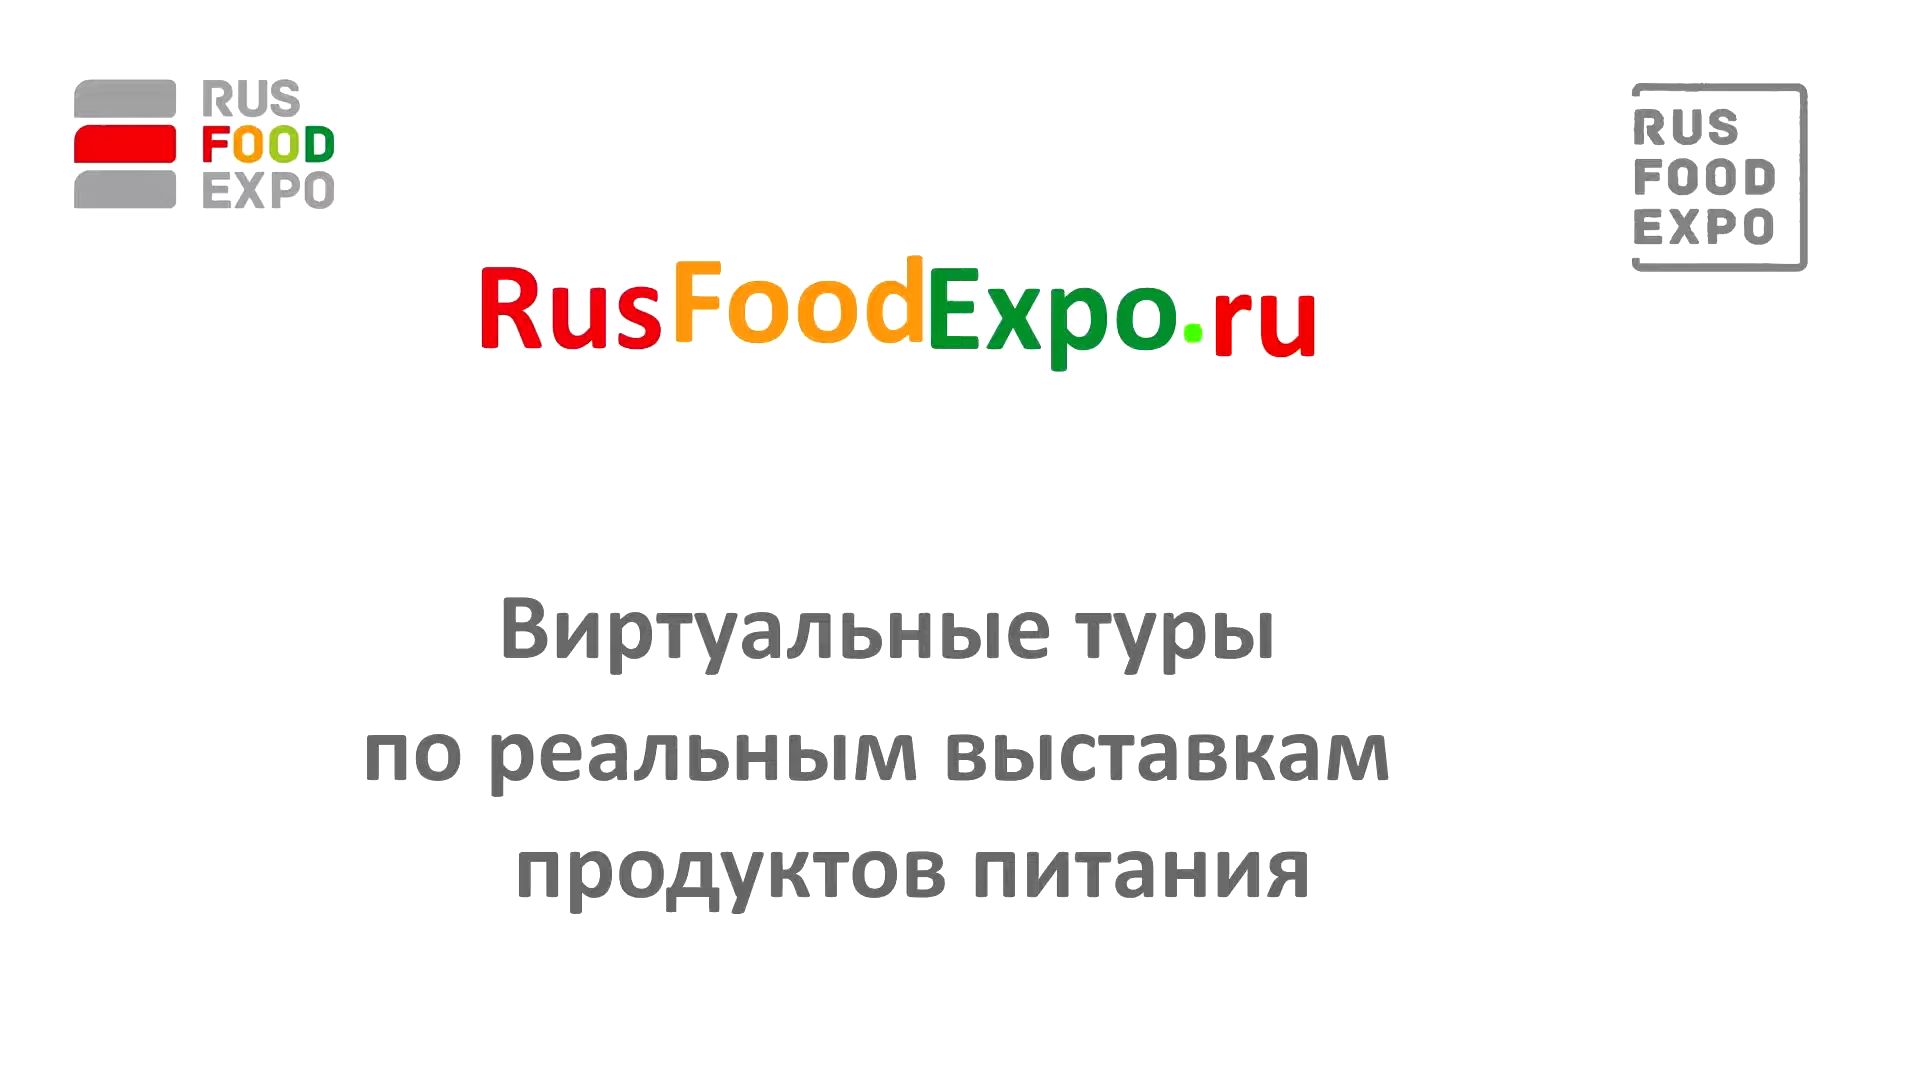 RUS
FOOD
EXPO
RUS
FOOD
EXPO
RusFoodExpo.ru
Виртуальные туры
по реальным выставкам
продуктов питания